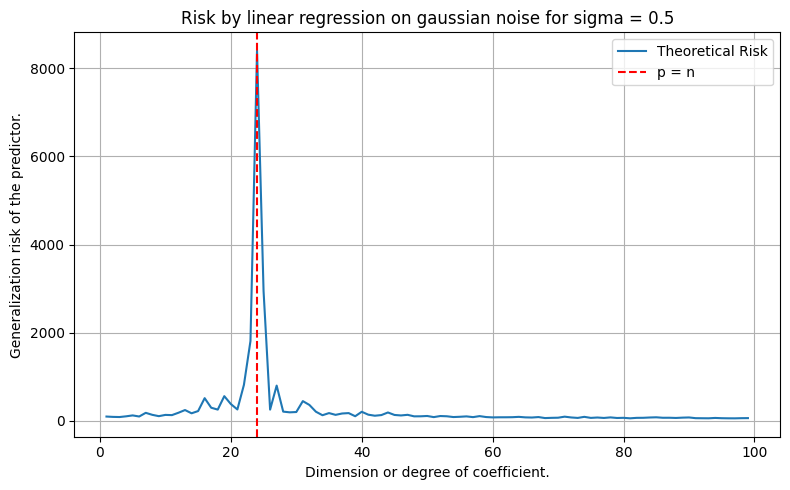 Risk by linear regression on gaussian noise for sigma = 0.5
Theoretical Risk
p = n
Generalization risk of the predictor.
8000
6000
4000
2000
0
0 20 40 60 80 100
Dimension or degree of coefficient.